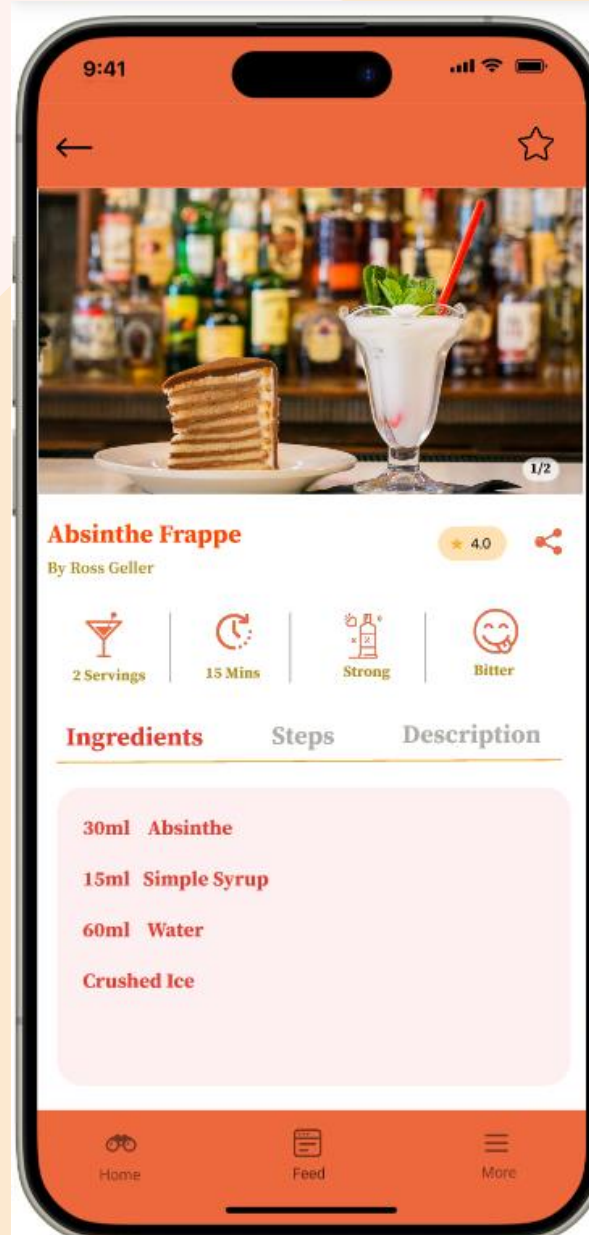 9:41
1/2
Absinthe Frappe
4.0
By Ross Geller
2 Servings
15 Mins
Strong
Bitter
Ingredients
Steps
Description
30ml Absinthe
15ml Simple Syrup
60ml Water
Crushed Ice
Home
Feed
More